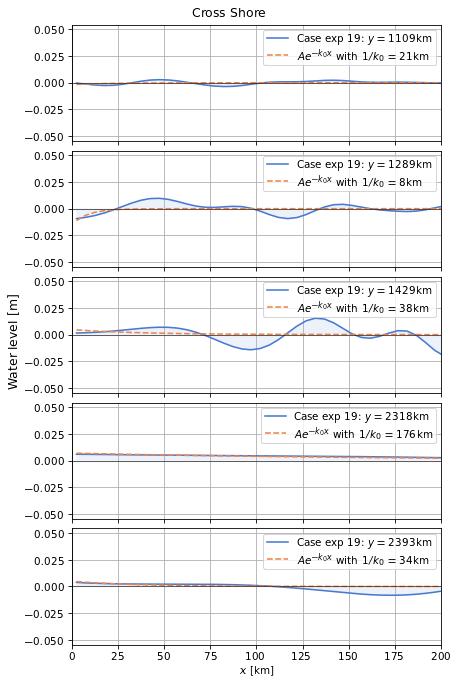 Cross Shore
Water level [m]
0.050
0.025
0.000
−0.025
−0.050
Case exp 19: y = 1109km
Ae^{−k₀x} with 1/k₀ = 21km
0.050
0.025
0.000
−0.025
−0.050
Case exp 19: y = 1289km
Ae^{−k₀x} with 1/k₀ = 8km
0.050
0.025
0.000
−0.025
−0.050
Case exp 19: y = 1429km
Ae^{−k₀x} with 1/k₀ = 38km
0.050
0.025
0.000
−0.025
−0.050
Case exp 19: y = 2318km
Ae^{−k₀x} with 1/k₀ = 176km
0.050
0.025
0.000
−0.025
−0.050
Case exp 19: y = 2393km
Ae^{−k₀x} with 1/k₀ = 34km
0 25 50 75 100 125 150 175 200
x [km]